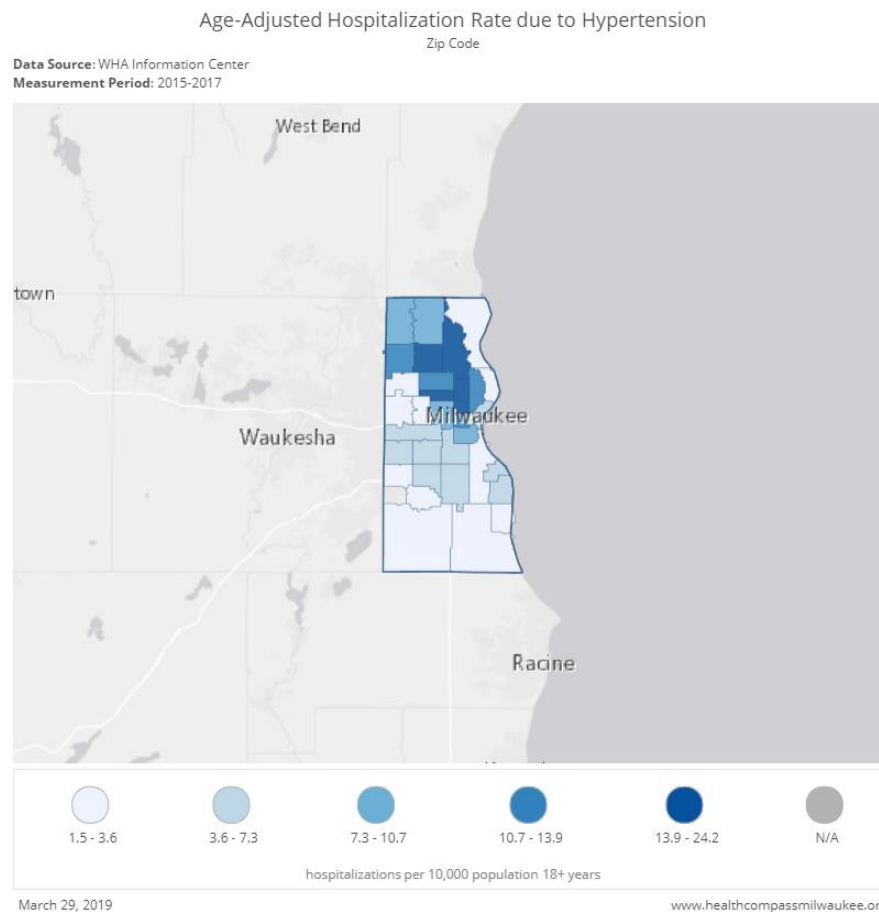 Age-Adjusted Hospitalization Rate due to Hypertension
Zip Code
Data Source: WHA Information Center
Measurement Period: 2015-2017
West Bend
town
Milwaukee
Waukesha
Racine
1.5 - 3.6
3.6 - 7.3
7.3 - 10.7
10.7 - 13.9
13.9 - 24.2
N/A
hospitalizations per 10,000 population 18+ years
March 29, 2019
www.healthcompassmilwaukee.or